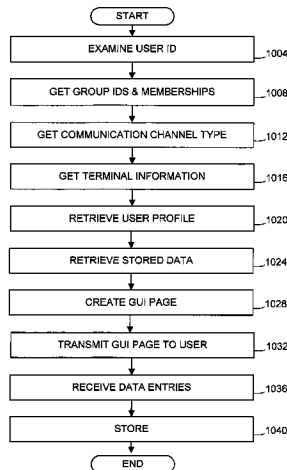 START
EXAMINE USER ID
1004
GET GROUP IDS & MEMBERSHIPS
1008
GET COMMUNICATION CHANNEL TYPE
1012
GET TERMINAL INFORMATION
1016
RETRIEVE USER PROFILE
1020
RETRIEVE STORED DATA
1024
CREATE GUI PAGE
1028
TRANSMIT GUI PAGE TO USER
1032
RECEIVE DATA ENTRIES
1036
STORE
1040
END